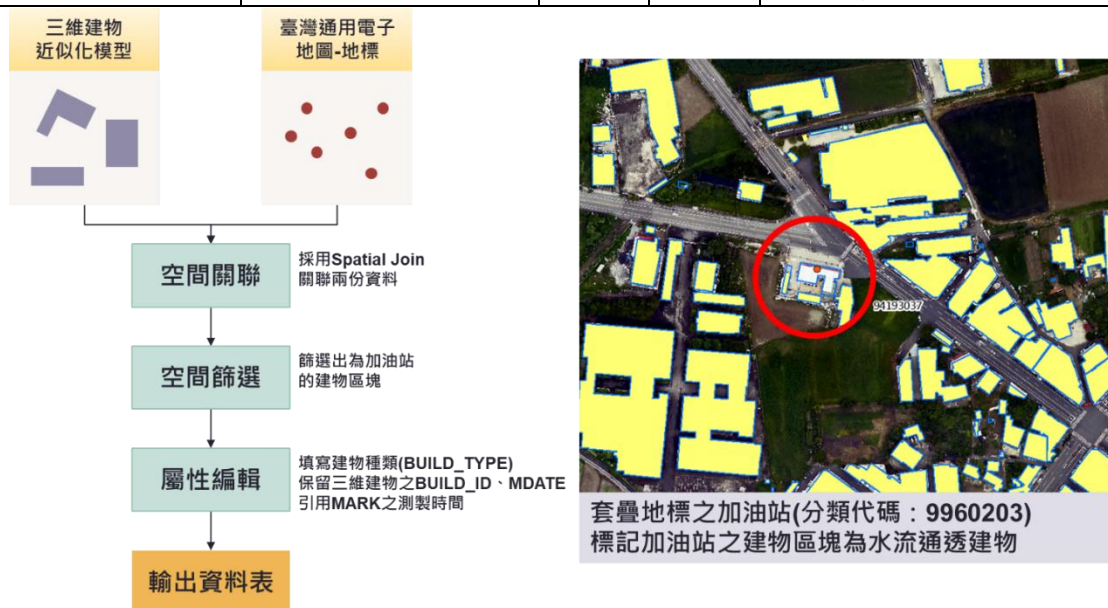 三維建物
近似化模型
臺灣通用電子
地圖-地標
空間關聯
採用Spatial Join
關聯兩份資料
空間篩選
篩選出為加油站
的建物區塊
屬性編輯
填寫建物種類(BUILD_TYPE)
保留三維建物之BUILD_ID、MDATE
引用MARK之測製時間
輸出資料表
94193037
套疊地標之加油站(分類代碼：9960203)
標記加油站之建物區塊為水流通透建物